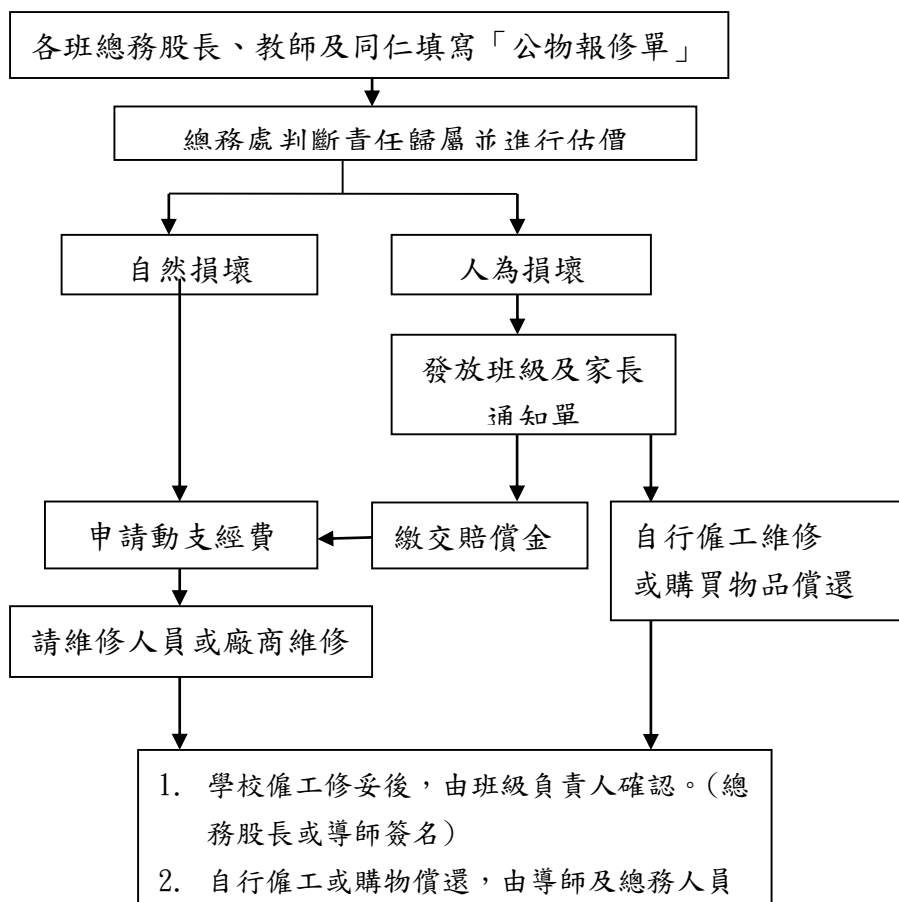 各班總務股長、教師及同仁填寫「公物報修單」
總務處判斷責任歸屬並進行估價
自然損壞
人為損壞
發放班級及家長
通知單
申請動支經費
繳交賠償金
自行僱工維修
或購買物品償還
請維修人員或廠商維修
1. 學校僱工修妥後，由班級負責人確認。(總
務股長或導師簽名)
2. 自行僱工或購物償還，由導師及總務人員